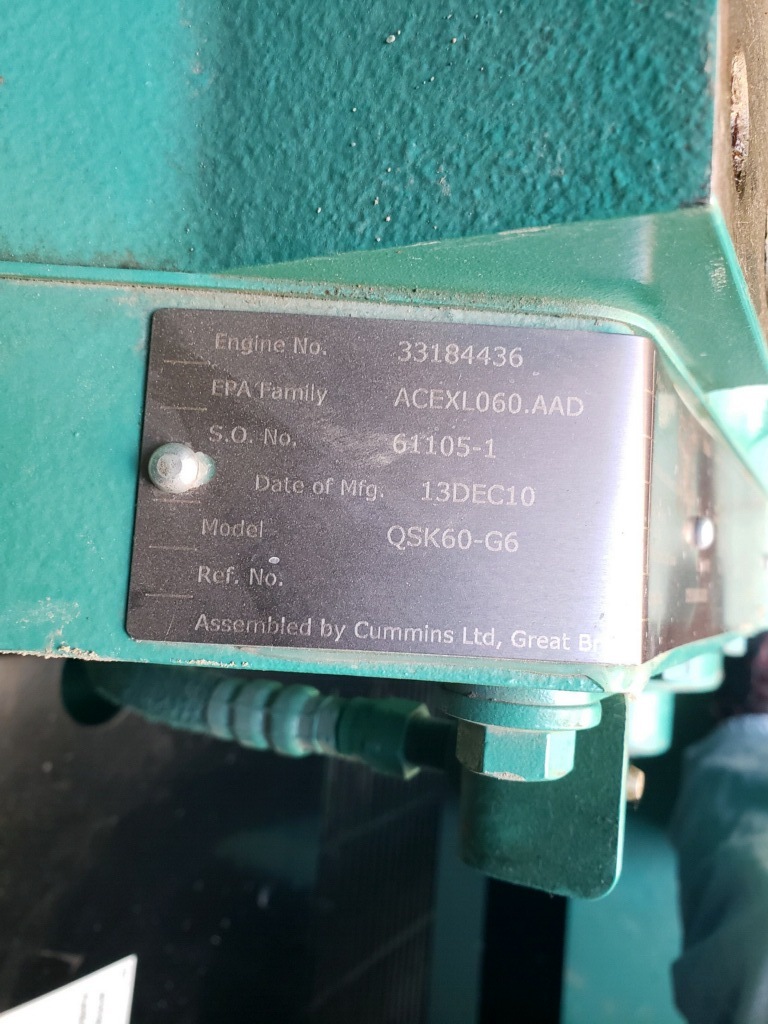 Engine No. 33184436
EPA Family ACEXL060.AAD
S.O. No. 61105-1
Date of Mfg. 13DEC10
Model QSK60-G6
Ref. No.
Assembled by Cummins Ltd, Great Br